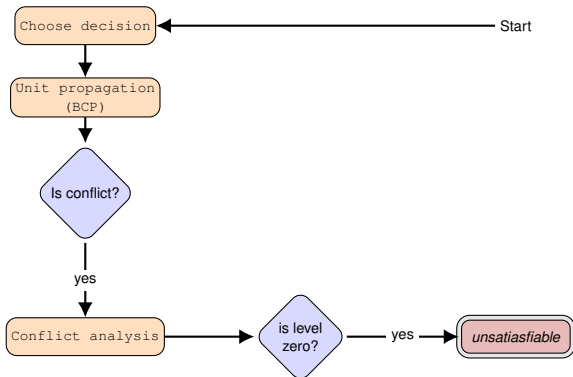 Choose decision
Start
Unit propagation
(BCP)
Is conflict?
yes
Conflict analysis
is level
zero?
yes
unsatiasfiable